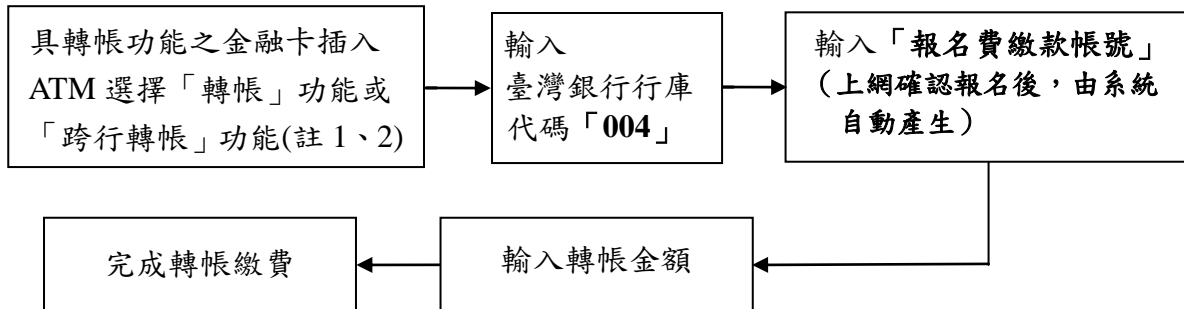 具轉帳功能之金融卡插入
ATM 選擇「轉帳」功能或
「跨行轉帳」功能(註 1、2)
輸入
臺灣銀行行庫
代碼「004」
輸入「報名費繳款帳號」
（上網確認報名後，由系統
自動產生）
輸入轉帳金額
完成轉帳繳費